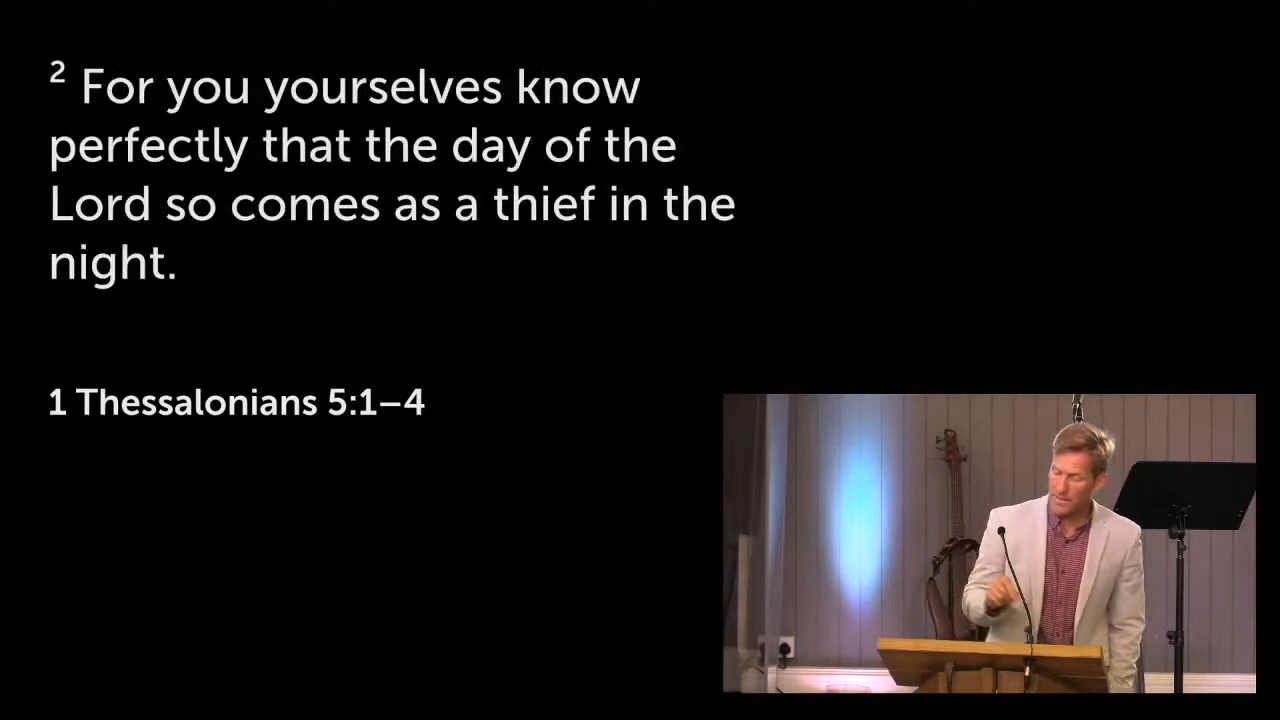 ² For you yourselves know
perfectly that the day of the
Lord so comes as a thief in the
night.
1 Thessalonians 5:1–4